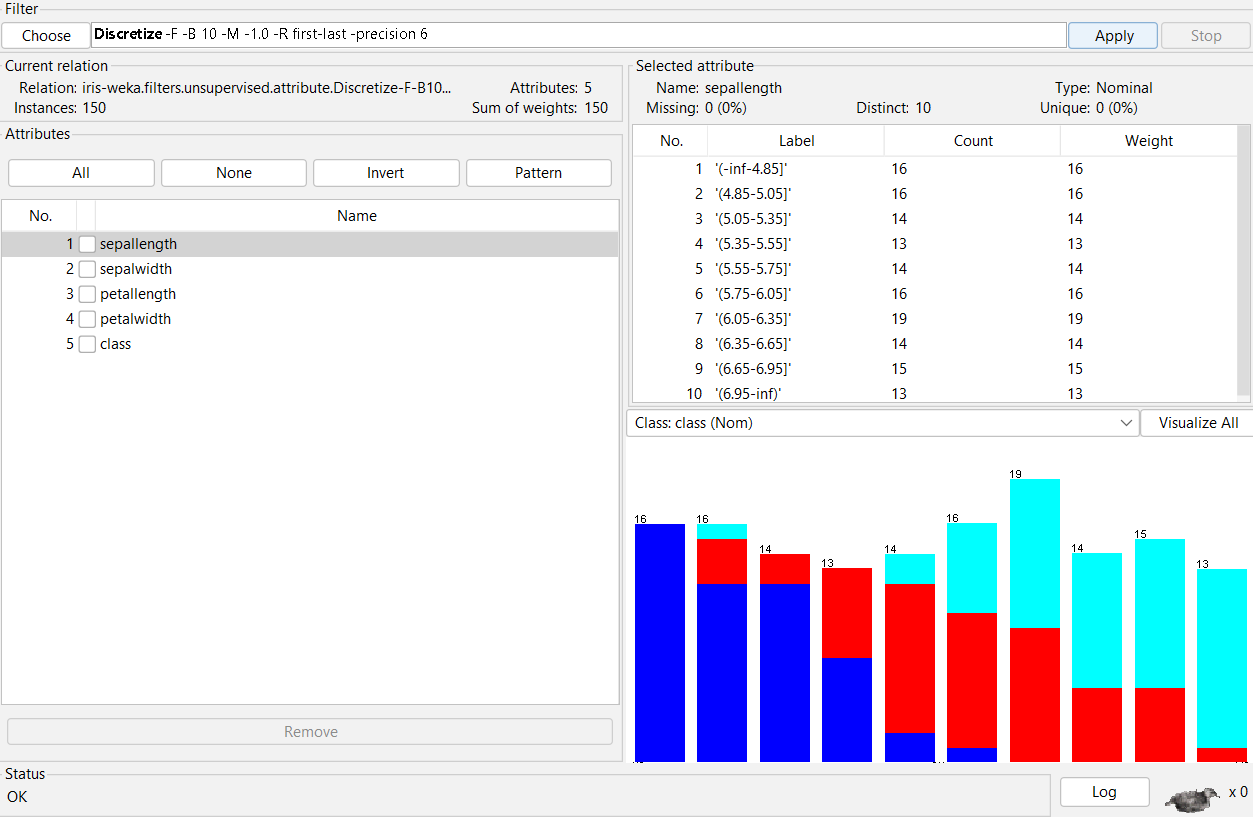 Filter
Choose Discretize -F -B 10 -M -1.0 -R first-last -precision 6 Apply Stop
Current relation
Relation: iris-weka.filters.unsupervised.attribute.Discretize-F-B10... Attributes: 5
Instances: 150 Sum of weights: 150
Attributes
All None Invert Pattern
No. Name
1 sepallength
2 sepalwidth
3 petallength
4 petalwidth
5 class
Remove
Selected attribute
Name: sepallength Type: Nominal
Missing: 0 (0%) Distinct: 10 Unique: 0 (0%)
No. Label Count Weight
1 '(-inf-4.85]' 16 16
2 '(4.85-5.05]' 16 16
3 '(5.05-5.35]' 14 14
4 '(5.35-5.55]' 13 13
5 '(5.55-5.75]' 14 14
6 '(5.75-6.05]' 16 16
7 '(6.05-6.35]' 19 19
8 '(6.35-6.65]' 14 14
9 '(6.65-6.95]' 15 15
10 '(6.95-inf)' 13 13
Class: class (Nom) Visualize All
16 16 14 13 14 16 19 14 15 13
Status
OK
Log x 0